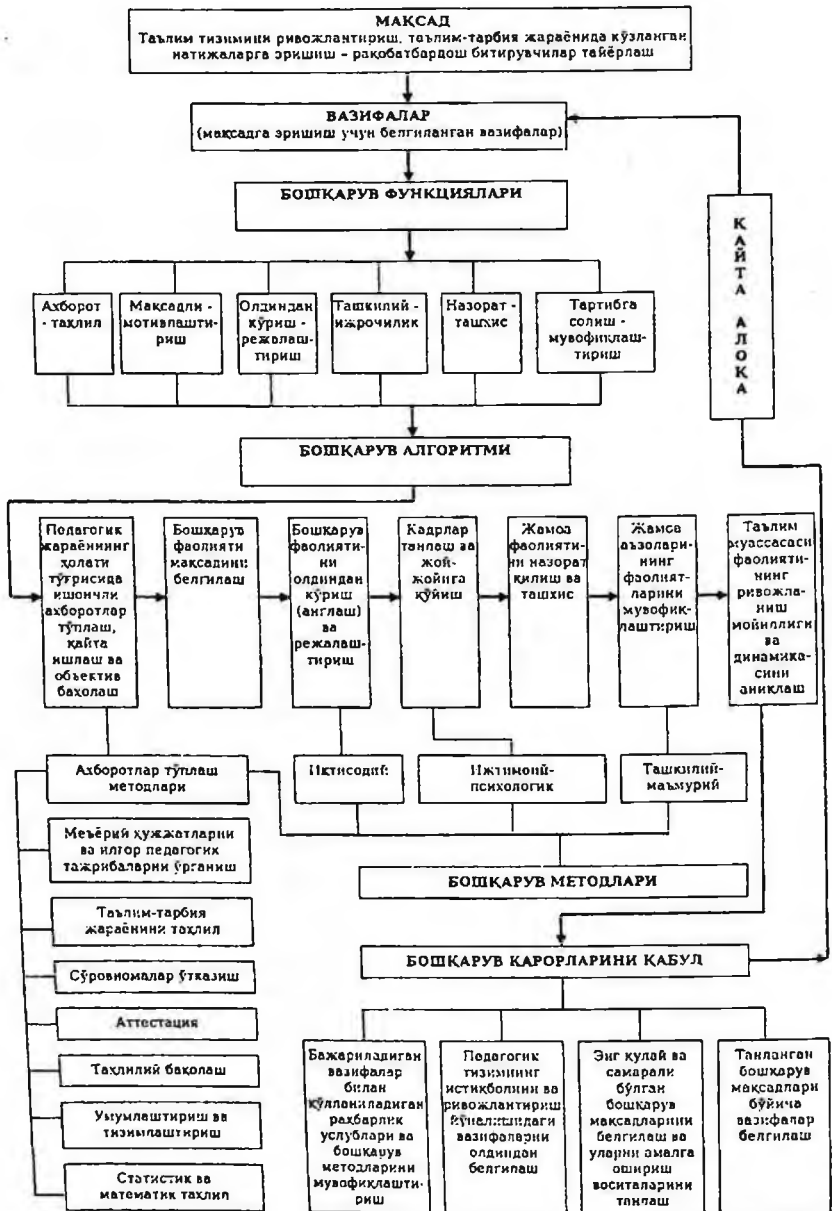 МАҚСАД
Таълим тизимини ривожлантириш, таълим-тарбия жараёнида кўзланган
натижаларга эришиш – рақобатбардош битирувчилар тайёрлаш
ВАЗИФАЛАР
(мақсадга эришиш учун белгиланган вазифалар)
БОШҚАРУВ ФУНКЦИЯЛАРИ
ҚАЙТА АЛОҚА
Ахборот
- таҳлил
Мақсадли -
мотивлашти-
риш
Олдиндан
кўриш -
режалаш-
тириш
Ташкилий -
ижрочилик
Назорат -
ташхис
Тартибга
солиш -
мувофиқлаш-
тириш
БОШҚАРУВ АЛГОРИТМИ
Педагогик
жараённинг
ҳолати
тўғрисида
ишончли
ахборотлар
тўплаш,
қайта
ишлаш ва
объектив
баҳолаш
Бошқарув
фаолияти
мақсадини
белгилаш
Бошқарув
фаолияти-
ни
олдиндан
кўриш
(англаш)
ва
режалаш-
тириш
Кадрлар
танлаш ва
жой-
жойига
қўйиш
Жамоа
фаолияти-
ни назорат
қилиш ва
ташхис
Жамоа
аъзолари-
нинг
фаолият-
ларини
мувофиқ-
лаштириш
Таълим
муассасаси
фаолияти-
нинг
ривожла-
ниш
мойиллиги
ва
динамика-
сини
аниқлаш
Ахборотлар тўплаш
методлари
Иқтисодий
Ижтимоий-
психологик
Ташкилий-
маъмурий
Меъёрий ҳужжатларни
ва илғор педагогик
тажрибаларни ўрганиш
БОШҚАРУВ МЕТОДЛАРИ
Таълим-тарбия
жараёнини таҳлил
БОШҚАРУВ ҚАРОРЛАРИНИ ҚАБУЛ
Сўровномалар ўтказиш
Аттестация
Таҳлилий баҳолаш
Умумлаштириш ва
тизимлаштириш
Статистик ва
математик таҳлил
Бажариладиган
вазифалар
билан
қўлланиладиган
раҳбарлик
услублари ва
бошқарув
методларини
мувофиқлашти-
риш
Педагогик
тизимнинг
истиқболини ва
ривожлантириш
йўналишидаги
вазифаларни
олдиндан
белгилаш
Энг қулай ва
самарали
бўлган
бошқарув
мақсадларини
белгилаш ва
уларни амалга
ошириш
воситаларини
танлаш
Танланган
бошқарув
мақсадлари
бўйича
вазифалар
белгилаш